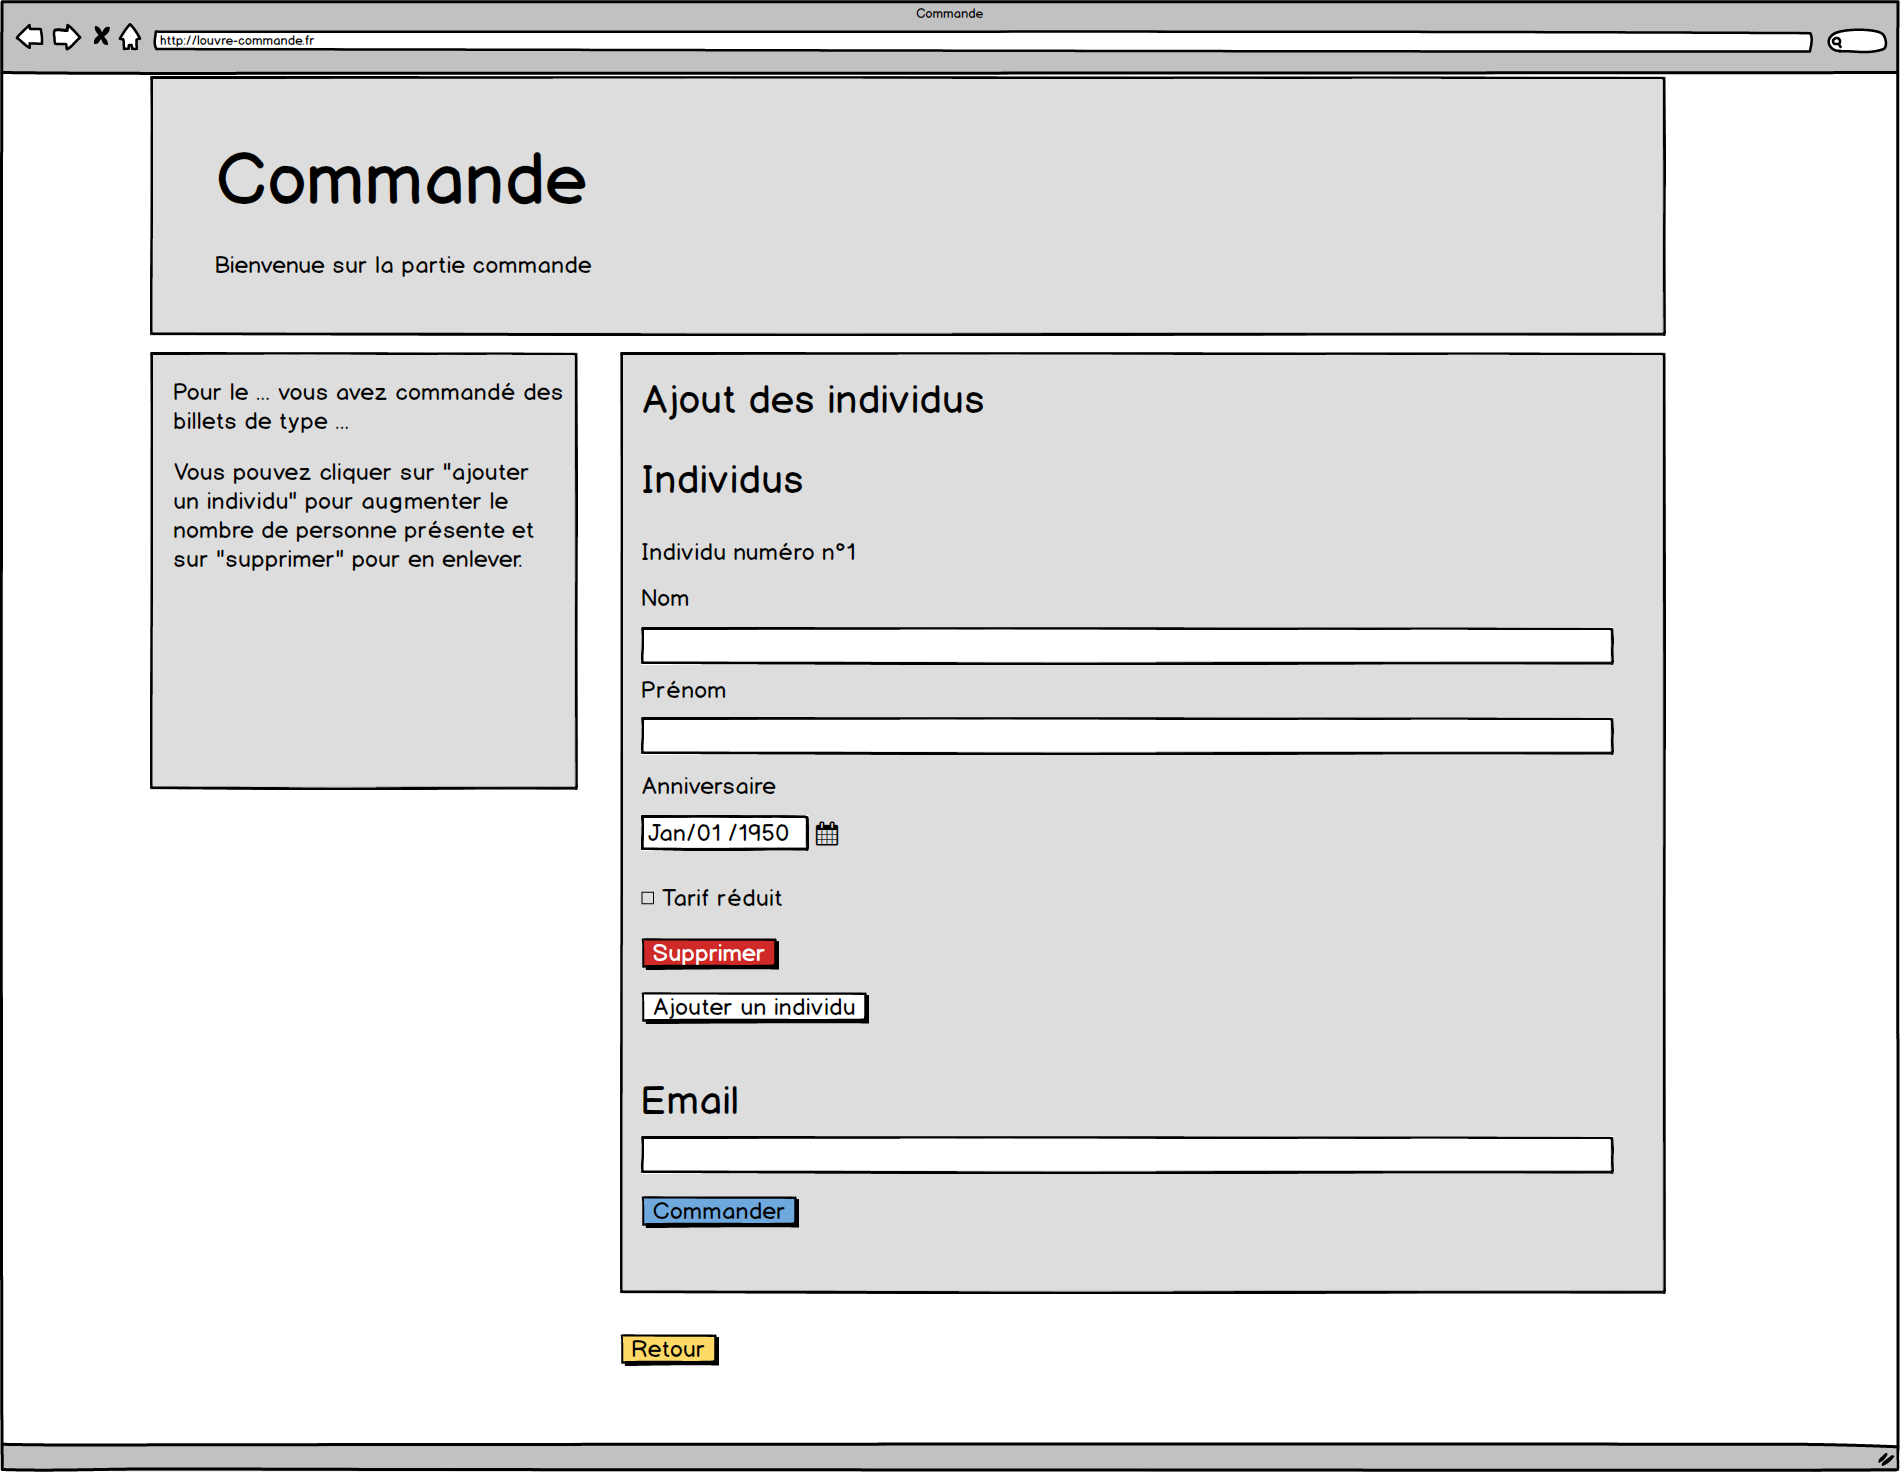 Commande
http://louvre-commande.fr
Commande
Bienvenue sur la partie commande
Pour le ... vous avez commandé des
billets de type ...
Vous pouvez cliquer sur "ajouter
un individu" pour augmenter le
nombre de personne présente et
sur "supprimer" pour en enlever.
Ajout des individus
Individus
Individu numéro n°1
Nom
Prénom
Anniversaire
Jan/01 /1950
Tarif réduit
Supprimer
Ajouter un individu
Email
Commander
Retour